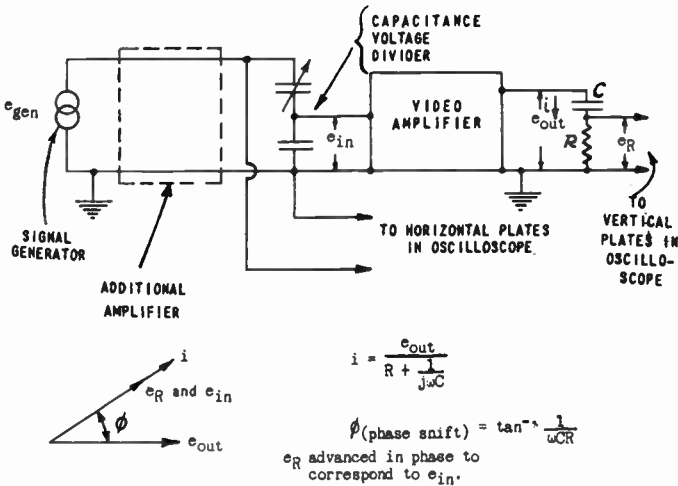 CAPACITANCE
VOLTAGE
DIVIDER
e_gen
VIDEO
AMPLIFIER
e_in
i
e_out
C
R
e_R
SIGNAL
GENERATOR
ADDITIONAL
AMPLIFIER
TO HORIZONTAL PLATES
IN OSCILLOSCOPE
TO
VERTICAL
PLATES IN
OSCILLO-
SCOPE
i
e_R and e_in
ϕ
e_out
i = e_out / (R + 1/(jωC))
ϕ(phase shift) = tan⁻¹ 1/(ωCR)
e_R advanced in phase to
correspond to e_in.